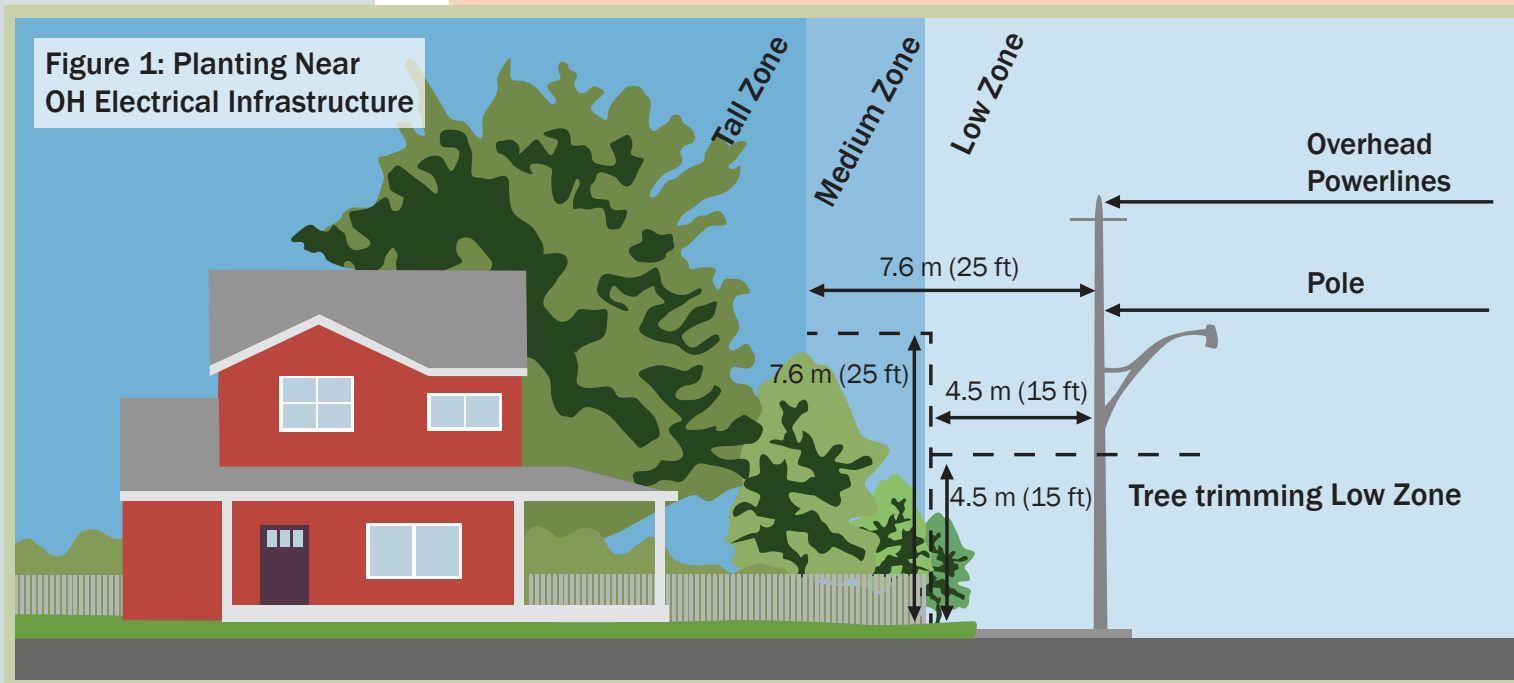 Figure 1: Planting Near
OH Electrical Infrastructure
Tall Zone
Medium Zone
Low Zone
Overhead
Powerlines
7.6 m (25 ft)
Pole
7.6 m (25 ft)
4.5 m (15 ft)
4.5 m (15 ft)
Tree trimming Low Zone